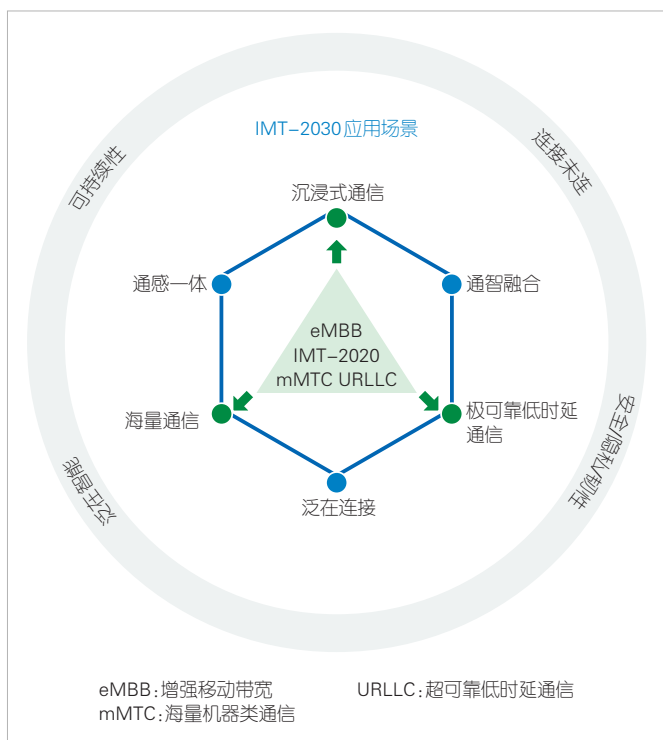 IMT-2030应用场景
可持续性
连接未连
沉浸式通信
通感一体
通智融合
eMBB
IMT-2020
mMTC URLLC
海量通信
极可靠低时延
通信
泛在智能
安全/隐私/韧性
泛在连接
eMBB:增强移动带宽
URLLC:超可靠低时延通信
mMTC:海量机器类通信